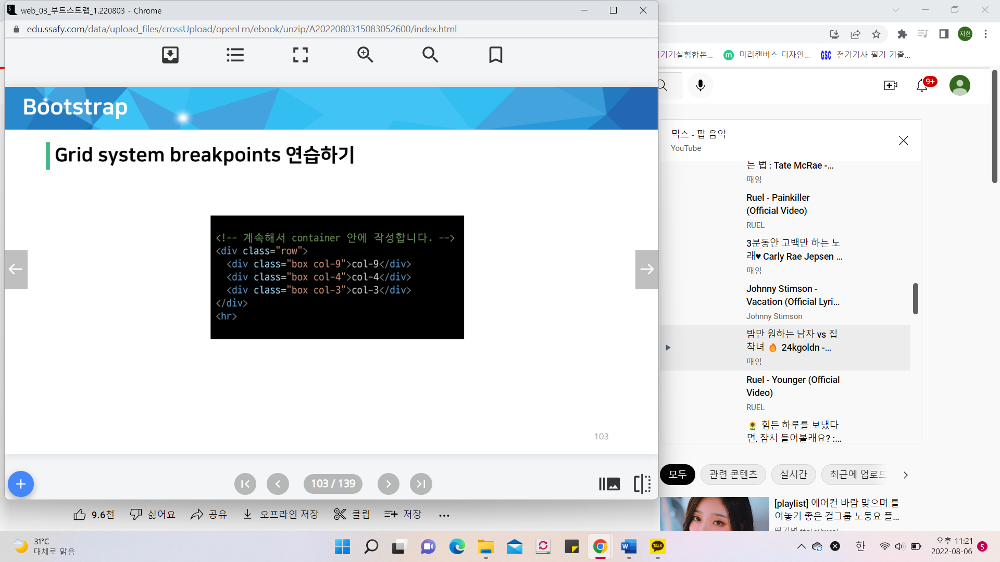 web_03_부트스트랩_1.220803 - Chrome
edu.ssafy.com/data/upload_files/crossUpload/openLrn/ebook/unzip/A2022080315083052600/index.html
Bootstrap
Grid system breakpoints 연습하기
<!-- 계속해서 container 안에 작성합니다. -->
<div class="row">
<div class="box col-9">col-9</div>
<div class="box col-4">col-4</div>
<div class="box col-3">col-3</div>
</div>
<hr>
103
103 / 139
지현
기기실험합본...
미리캔버스 디자인...
GSC 전기기사 필기 기출...
9+
믹스 - 팝 음악
YouTube
는 법 : Tate McRae -...
때잉
Ruel - Painkiller
(Official Video)
RUEL
3분동안 고백만 하는 노
래♥ Carly Rae Jepsen ...
때잉
Johnny Stimson -
Vacation (Official Lyri...
Johnny Stimson
밤만 원하는 남자 vs 집
착녀 🔥 24kgoldn -...
때잉
Ruel - Younger (Official
Video)
RUEL
🌻 힘든 하루를 보냈다
면, 잠시 들어볼래요? :...
모두
관련 콘텐츠
실시간
최근에 업로드
[playlist] 에어컨 바람 맞으며 틀
어놓기 좋은 걸그룹 노동요 플...
9.6천
싫어요
공유
오프라인 저장
클립
저장
31°C
대체로 맑음
TALK
한
오후 11:21
2022-08-06
5